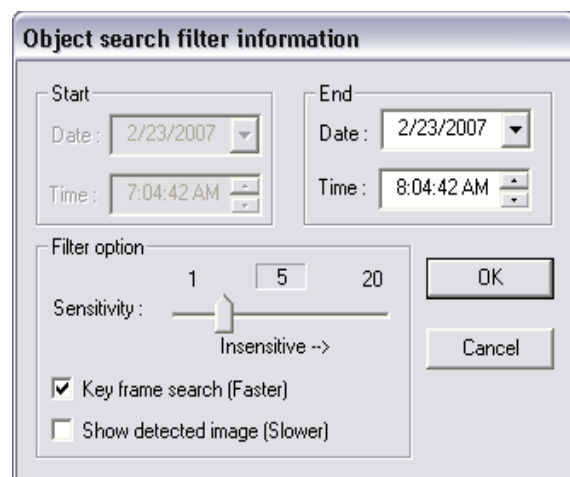 Object search filter information
Start
Date : 2/23/2007
Time : 7:04:42 AM
End
Date : 2/23/2007
Time : 8:04:42 AM
Filter option
1 5 20
Sensitivity :
Insensitive -->
Key frame search (Faster)
Show detected image (Slower)
OK
Cancel